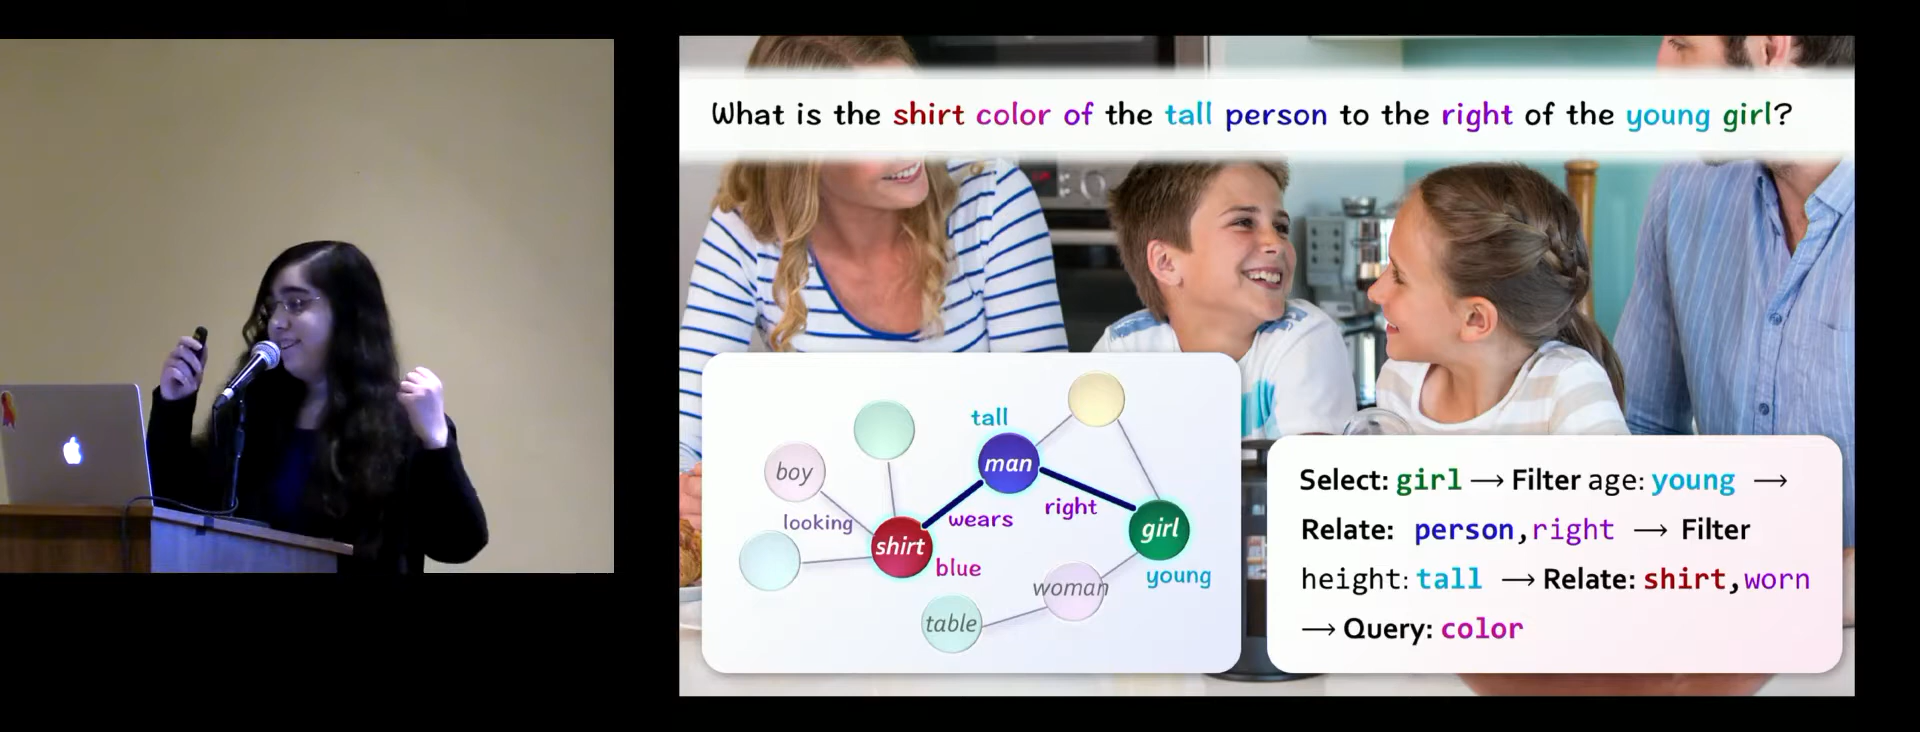 What is the shirt color of the tall person to the right of the young girl?
tall
boy
man
looking
wears
right
shirt
girl
blue
young
woman
table
Select: girl → Filter age: young →
Relate: person, right → Filter
height: tall → Relate: shirt, worn
→ Query: color